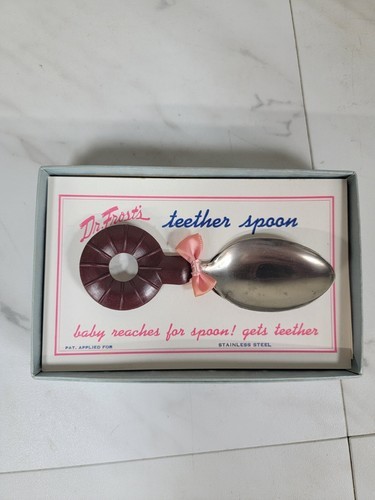 Dr. Frost's teether spoon
baby reaches for spoon! gets teether
PAT. APPLIED FOR STAINLESS STEEL